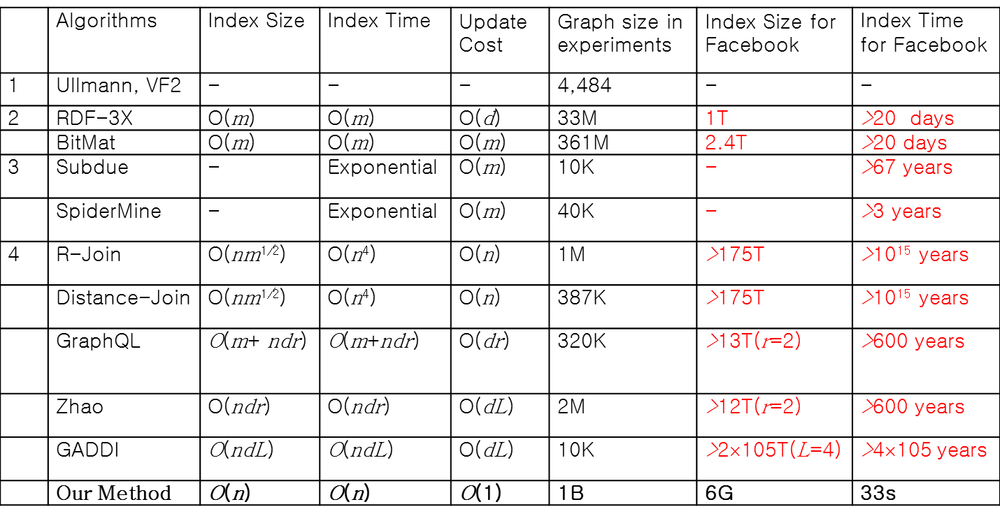 Algorithms Index Size Index Time Update Cost Graph size in experiments Index Size for Facebook Index Time for Facebook
1 Ullmann, VF2 – – – 4,484 – –
2 RDF-3X O(m) O(m) O(d) 33M 1T >20 days
BitMat O(m) O(m) O(m) 361M 2.4T >20 days
3 Subdue – Exponential O(m) 10K – >67 years
SpiderMine – Exponential O(m) 40K – >3 years
4 R-Join O(nm^1/2) O(n^4) O(n) 1M >175T >10^15 years
Distance-Join O(nm^1/2) O(n^4) O(n) 387K >175T >10^15 years
GraphQL O(m+ ndr) O(m+ndr) O(dr) 320K >13T(r=2) >600 years
Zhao O(ndr) O(ndr) O(dL) 2M >12T(r=2) >600 years
GADDI O(ndL) O(ndL) O(dL) 10K >2×105T(L=4) >4×105 years
Our Method O(n) O(n) O(1) 1B 6G 33s